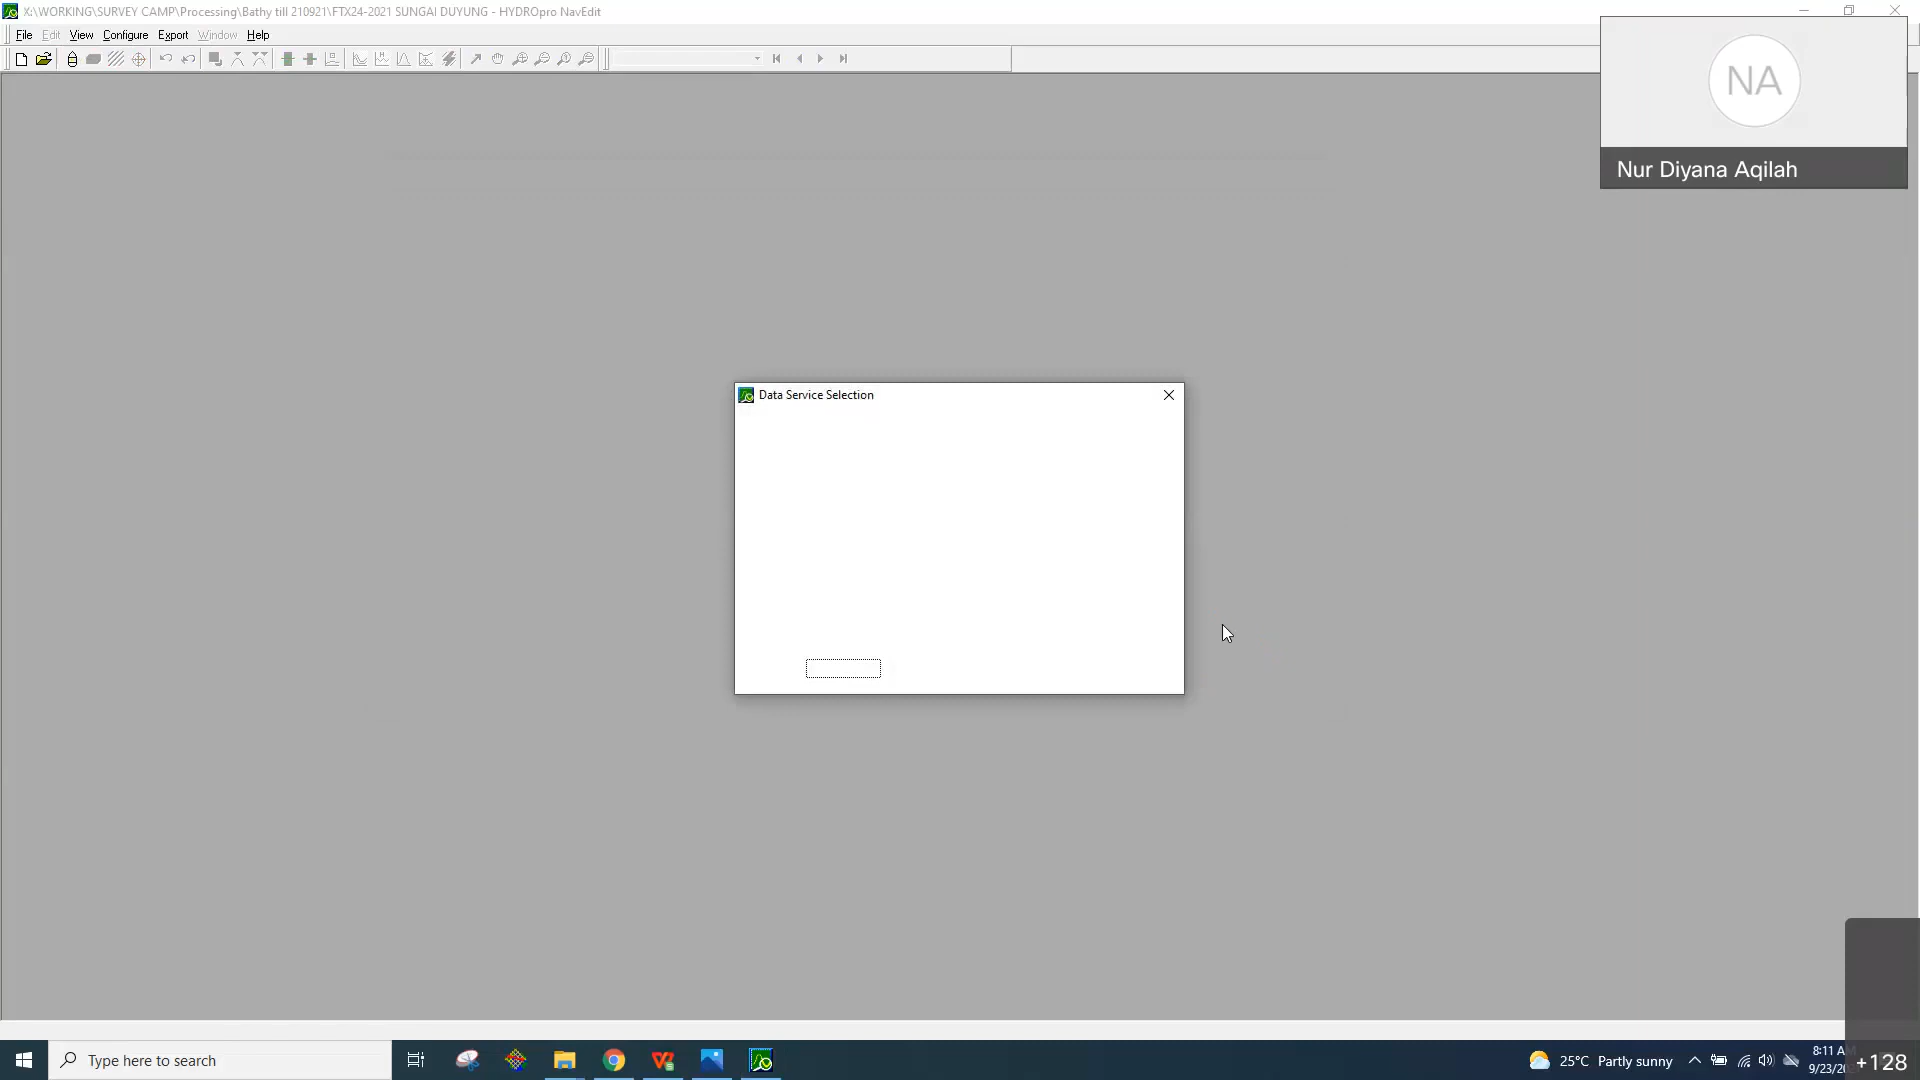 X:\WORKING\SURVEY CAMP\Processing\Bathy till 210921\FTX24-2021 SUNGAI DUYUNG - HYDROpro NavEdit
File Edit View Configure Export Window Help
NA
Nur Diyana Aqilah
Data Service Selection
Type here to search
25°C Partly sunny
8:11 A
9/23/20
+128